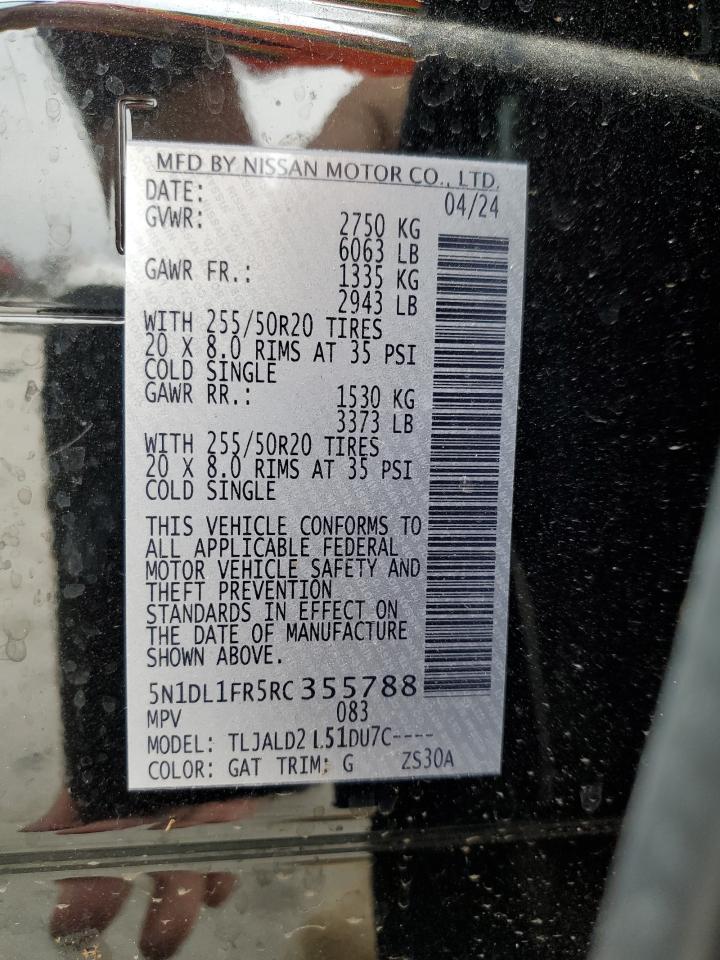 MFD BY NISSAN MOTOR CO., LTD.
DATE: 04/24
GVWR: 2750 KG
6063 LB
GAWR FR.: 1335 KG
2943 LB
WITH 255/50R20 TIRES
20 X 8.0 RIMS AT 35 PSI
COLD SINGLE
GAWR RR.: 1530 KG
3373 LB
WITH 255/50R20 TIRES
20 X 8.0 RIMS AT 35 PSI
COLD SINGLE
THIS VEHICLE CONFORMS TO
ALL APPLICABLE FEDERAL
MOTOR VEHICLE SAFETY AND
THEFT PREVENTION
STANDARDS IN EFFECT ON
THE DATE OF MANUFACTURE
SHOWN ABOVE.
5N1DL1FR5RC355788
MPV 083
MODEL: TLJALD2 L51DU7C----
COLOR: GAT TRIM: G ZS30A